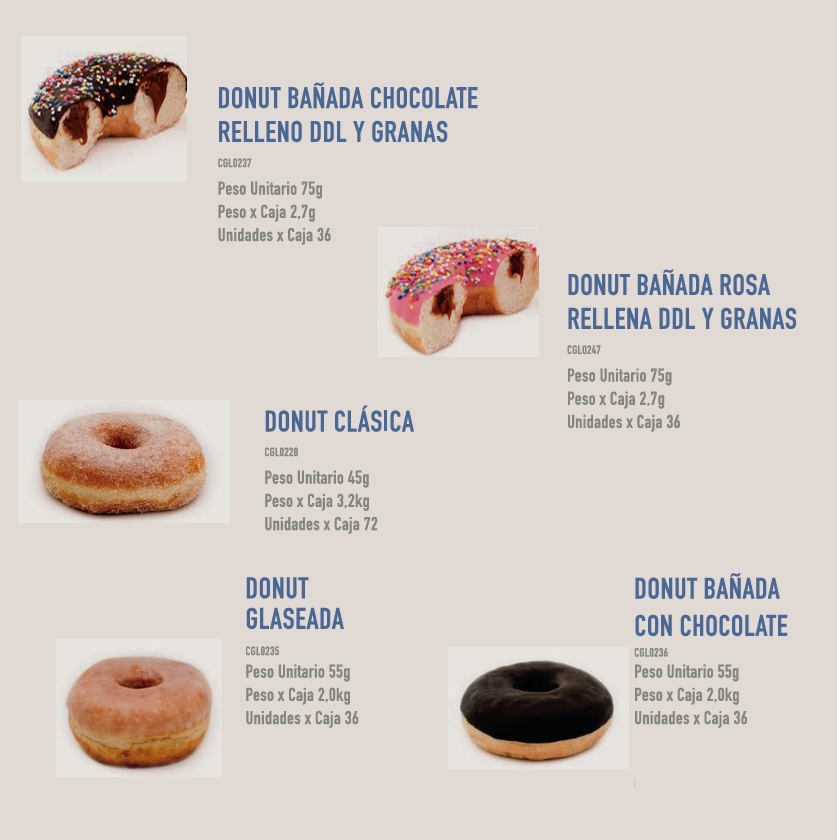 DONUT BAÑADA CHOCOLATE
RELLENO DDL Y GRANAS
CGL0237
Peso Unitario 75g
Peso x Caja 2,7g
Unidades x Caja 36
DONUT BAÑADA ROSA
RELLENA DDL Y GRANAS
CGL0247
Peso Unitario 75g
Peso x Caja 2,7g
Unidades x Caja 36
DONUT CLÁSICA
CGL0228
Peso Unitario 45g
Peso x Caja 3,2kg
Unidades x Caja 72
DONUT
GLASEADA
CGL0235
Peso Unitario 55g
Peso x Caja 2,0kg
Unidades x Caja 36
DONUT BAÑADA
CON CHOCOLATE
CGL0236
Peso Unitario 55g
Peso x Caja 2,0kg
Unidades x Caja 36